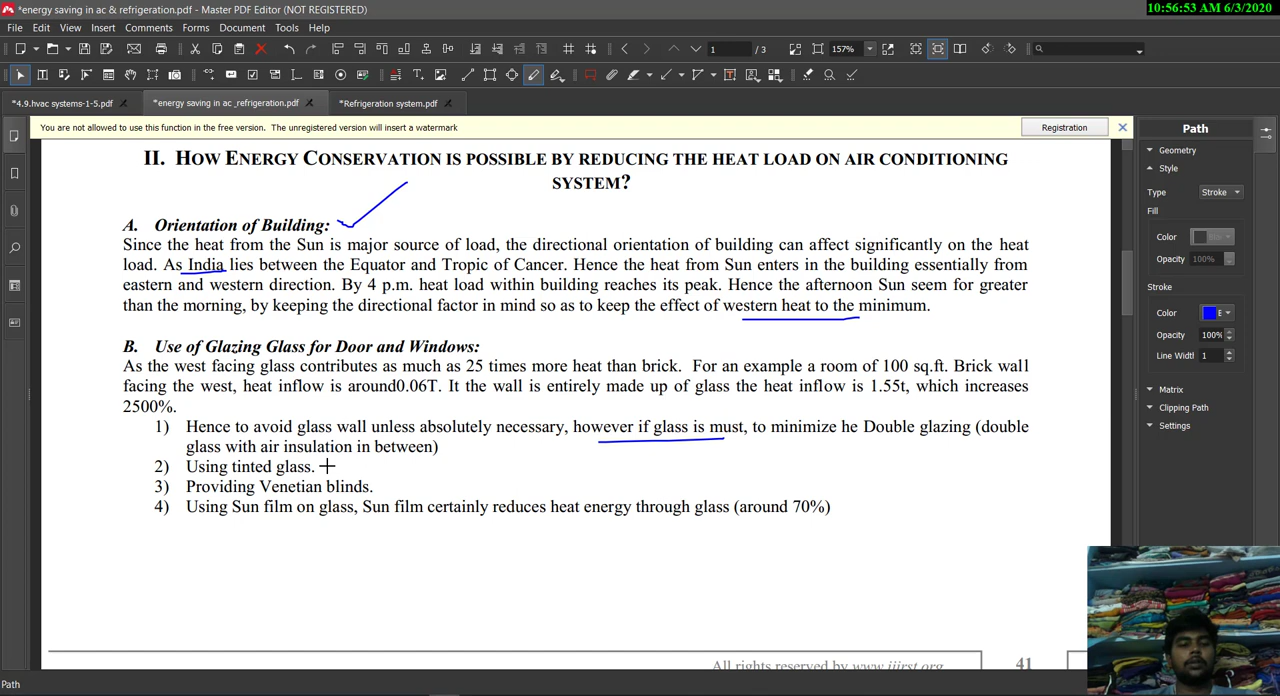 *energy saving in ac & refrigeration.pdf - Master PDF Editor (NOT REGISTERED)
10:56:53 AM 6/3/2020
File Edit View Insert Comments Forms Document Tools Help
1 / 3 157%
*4.9.hvac systems-1-5.pdf *energy saving in ac _refrigeration.pdf *Refrigeration system.pdf
You are not allowed to use this function in the free version. The unregistered version will insert a watermark
Registration
Path
Geometry
Style
Type Stroke
Fill
Color
Opacity 100%
Stroke
Color
Opacity 100%
Line Widtl 1
Matrix
Clipping Path
Settings
II. HOW ENERGY CONSERVATION IS POSSIBLE BY REDUCING THE HEAT LOAD ON AIR CONDITIONING
SYSTEM?
A. Orientation of Building:
Since the heat from the Sun is major source of load, the directional orientation of building can affect significantly on the heat
load. As India lies between the Equator and Tropic of Cancer. Hence the heat from Sun enters in the building essentially from
eastern and western direction. By 4 p.m. heat load within building reaches its peak. Hence the afternoon Sun seem for greater
than the morning, by keeping the directional factor in mind so as to keep the effect of western heat to the minimum.
B. Use of Glazing Glass for Door and Windows:
As the west facing glass contributes as much as 25 times more heat than brick. For an example a room of 100 sq.ft. Brick wall
facing the west, heat inflow is around0.06T. It the wall is entirely made up of glass the heat inflow is 1.55t, which increases
2500%.
1) Hence to avoid glass wall unless absolutely necessary, however if glass is must, to minimize he Double glazing (double
glass with air insulation in between)
2) Using tinted glass.
3) Providing Venetian blinds.
4) Using Sun film on glass, Sun film certainly reduces heat energy through glass (around 70%)
All rights reserved by www.ijirst.org
41
Path